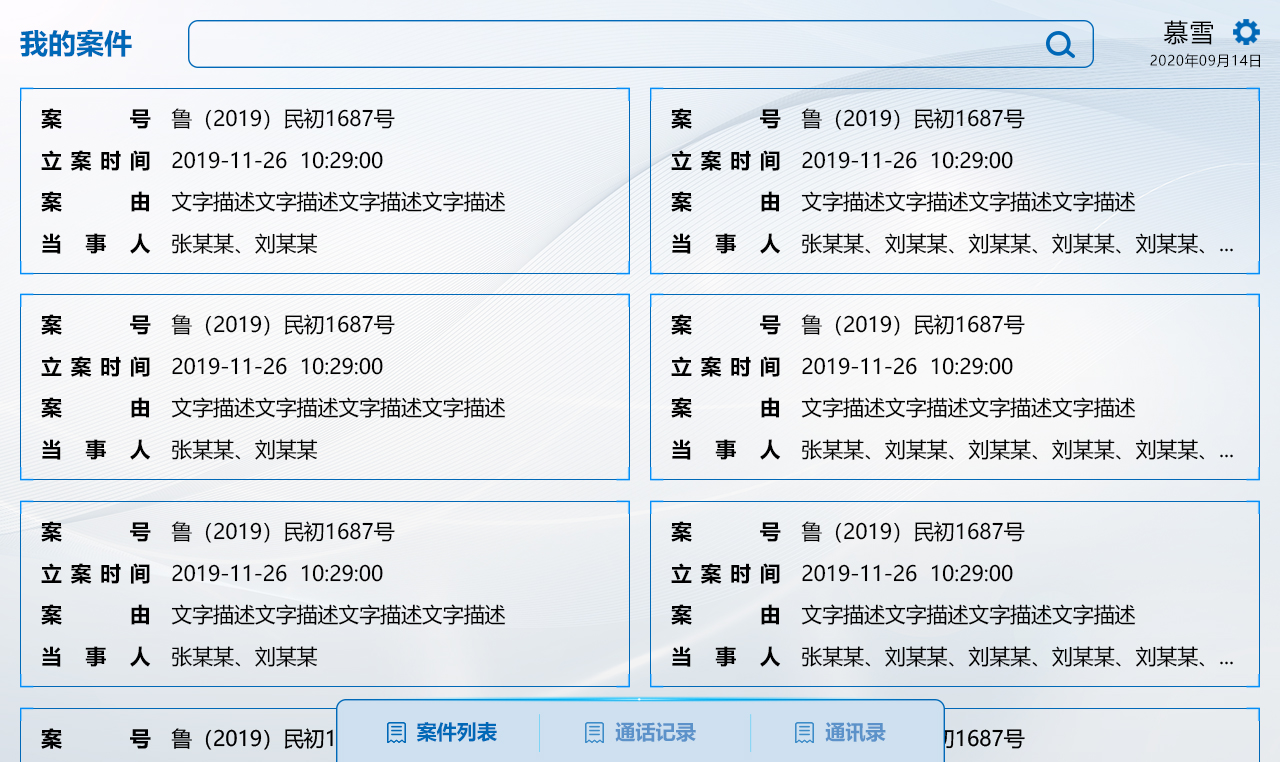 我的案件
慕雪
2020年09月14日
案号 鲁（2019）民初1687号
立案时间 2019-11-26 10:29:00
案由 文字描述文字描述文字描述文字描述
当事人 张某某、刘某某
案号 鲁（2019）民初1687号
立案时间 2019-11-26 10:29:00
案由 文字描述文字描述文字描述文字描述
当事人 张某某、刘某某、刘某某、刘某某、刘某某、...
案号 鲁（2019）民初1687号
立案时间 2019-11-26 10:29:00
案由 文字描述文字描述文字描述文字描述
当事人 张某某、刘某某
案号 鲁（2019）民初1687号
立案时间 2019-11-26 10:29:00
案由 文字描述文字描述文字描述文字描述
当事人 张某某、刘某某、刘某某、刘某某、刘某某、...
案号 鲁（2019）民初1687号
立案时间 2019-11-26 10:29:00
案由 文字描述文字描述文字描述文字描述
当事人 张某某、刘某某
案号 鲁（2019）民初1687号
立案时间 2019-11-26 10:29:00
案由 文字描述文字描述文字描述文字描述
当事人 张某某、刘某某、刘某某、刘某某、刘某某、...
案号 鲁（2019）民初1
1687号
案件列表
通话记录
通讯录